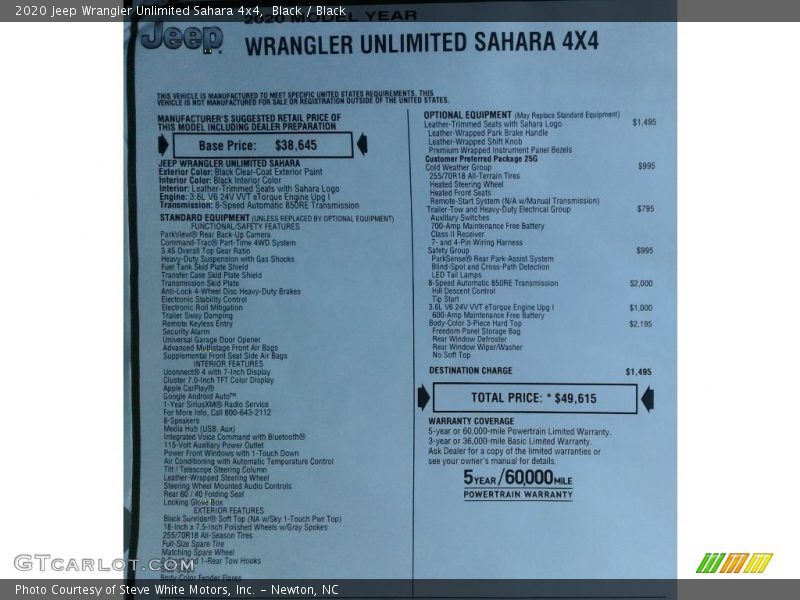 2020 Jeep Wrangler Unlimited Sahara 4x4, Black / Black
2020 MODEL YEAR
Jeep
WRANGLER UNLIMITED SAHARA 4X4
THIS VEHICLE IS MANUFACTURED TO MEET SPECIFIC UNITED STATES REQUIREMENTS. THIS
VEHICLE IS NOT MANUFACTURED FOR SALE OR REGISTRATION OUTSIDE OF THE UNITED STATES.
MANUFACTURER'S SUGGESTED RETAIL PRICE OF
THIS MODEL INCLUDING DEALER PREPARATION
Base Price: $38,645
JEEP WRANGLER UNLIMITED SAHARA
Exterior Color: Black Clear-Coat Exterior Paint
Interior Color: Black Interior Color
Interior: Leather-Trimmed Seats with Sahara Logo
Engine: 3.6L V6 24V VVT eTorque Engine Upg I
Transmission: 8-Speed Automatic 850RE Transmission
STANDARD EQUIPMENT (UNLESS REPLACED BY OPTIONAL EQUIPMENT)
FUNCTIONAL/SAFETY FEATURES
ParkView® Rear Back-Up Camera
Command-Trac® Part-Time 4WD System
3.45 Overall Top Gear Ratio
Heavy-Duty Suspension with Gas Shocks
Fuel Tank Skid Plate Shield
Transfer Case Skid Plate Shield
Transmission Skid Plate
Anti-Lock 4-Wheel Disc Heavy-Duty Brakes
Electronic Stability Control
Electronic Roll Mitigation
Trailer Sway Damping
Remote Keyless Entry
Security Alarm
Universal Garage Door Opener
Advanced Multistage Front Air Bags
Supplemental Front Seat Side Air Bags
INTERIOR FEATURES
Uconnect® 4 with 7-Inch Display
Cluster 7.0-Inch TFT Color Display
Apple CarPlay®
Google Android Auto™
1-Year SiriusXM® Radio Service
For More Info, Call 800-643-2112
8-Speakers
Media Hub (USB, Aux)
Integrated Voice Command with Bluetooth®
115-Volt Auxiliary Power Outlet
Power Front Windows with 1-Touch Down
Air Conditioning with Automatic Temperature Control
Tilt / Telescope Steering Column
Leather-Wrapped Steering Wheel
Steering Wheel Mounted Audio Controls
Rear 60 / 40 Folding Seat
Locking Glove Box
EXTERIOR FEATURES
Black Sunrider® Soft Top (NA w/Sky 1-Touch Pwr Top)
18-Inch x 7.5-Inch Polished Wheels w/Gray Spokes
255/70R18 All-Season Tires
Full-Size Spare Tire
Matching Spare Wheel
and 1-Rear Tow Hooks
Body-Color Fender Flares
OPTIONAL EQUIPMENT (May Replace Standard Equipment)
Leather-Trimmed Seats with Sahara Logo $1,495
Leather-Wrapped Park Brake Handle
Leather-Wrapped Shift Knob
Premium Wrapped Instrument Panel Bezels
Customer Preferred Package 25G
Cold Weather Group $995
255/70R18 All-Terrain Tires
Heated Steering Wheel
Heated Front Seats
Remote-Start System (N/A w/Manual Transmission)
Trailer-Tow and Heavy-Duty Electrical Group $795
Auxiliary Switches
700-Amp Maintenance Free Battery
Class II Receiver
7- and 4-Pin Wiring Harness
Safety Group $995
ParkSense® Rear Park-Assist System
Blind-Spot and Cross-Path Detection
LED Tail Lamps
8-Speed Automatic 850RE Transmission $2,000
Hill Descent Control
Tip Start
3.6L V6 24V VVT eTorque Engine Upg I $1,000
600-Amp Maintenance Free Battery
Body-Color 3-Piece Hard Top $2,195
Freedom Panel Storage Bag
Rear Window Defroster
Rear Window Wiper/Washer
No Soft Top
DESTINATION CHARGE $1,495
TOTAL PRICE: * $49,615
WARRANTY COVERAGE
5-year or 60,000-mile Powertrain Limited Warranty.
3-year or 36,000-mile Basic Limited Warranty.
Ask Dealer for a copy of the limited warranties or
see your owner's manual for details.
5YEAR/60,000MILE
POWERTRAIN WARRANTY
GTcarlot.com
Photo Courtesy of Steve White Motors, Inc. – Newton, NC